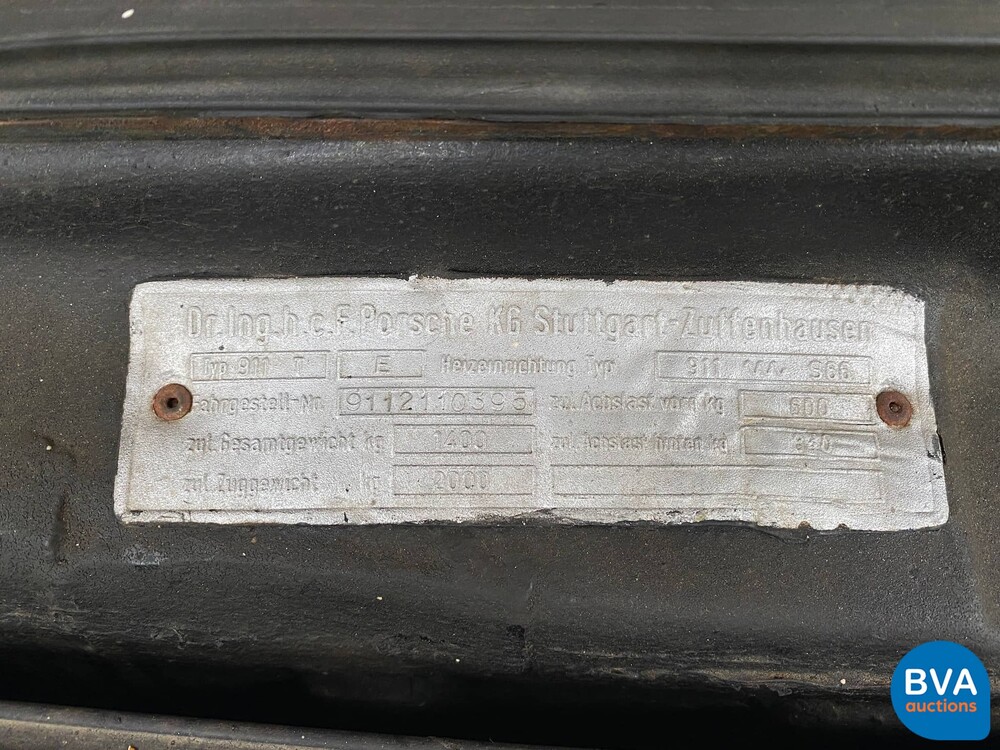 Dr. Ing. h. c. F. Porsche KG Stuttgart-Zuffenhausen
Typ 911 T E Heizeinrichtung Typ 911 S66
Fahrgestell-Nr. 9112110395 zul. Achslast vorn kg 600
zul. Gesamtgewicht kg 1400 zul. Achslast hinten kg 840
zul. Zuggewicht kg 2000
BVA
auctions